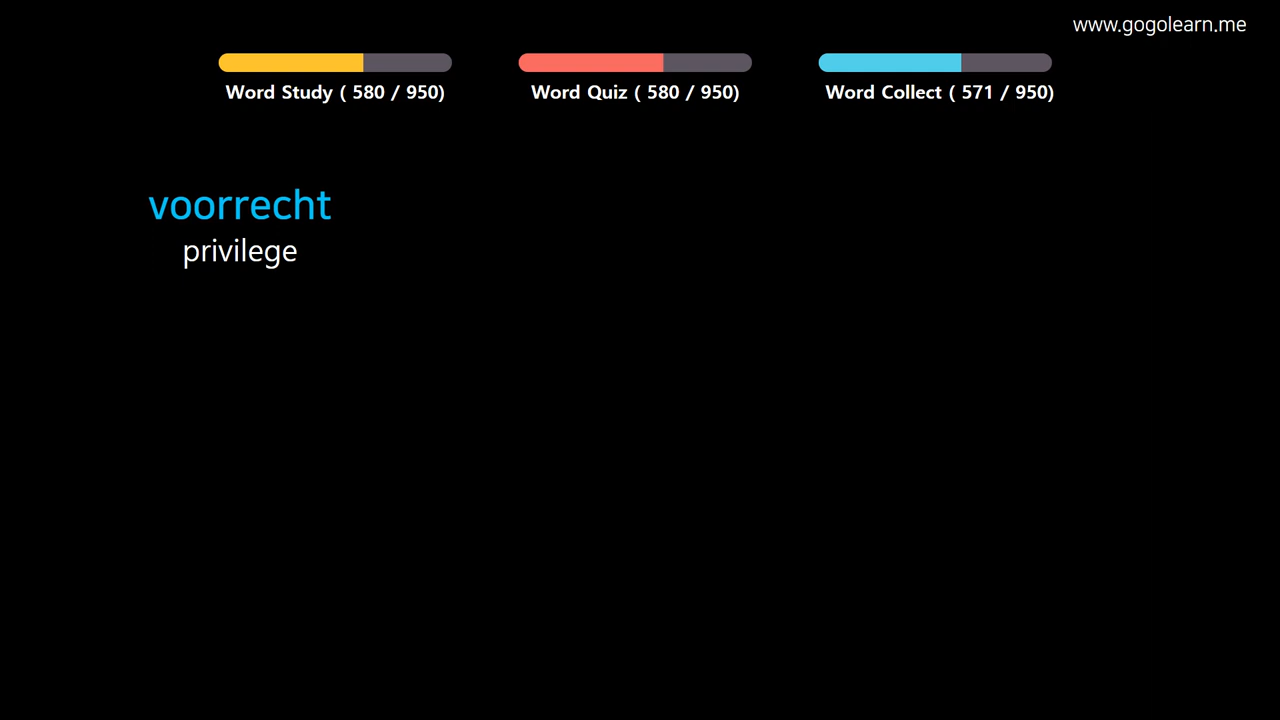 www.gogolearn.me
Word Study ( 580 / 950)
Word Quiz ( 580 / 950)
Word Collect ( 571 / 950)
voorrecht
privilege